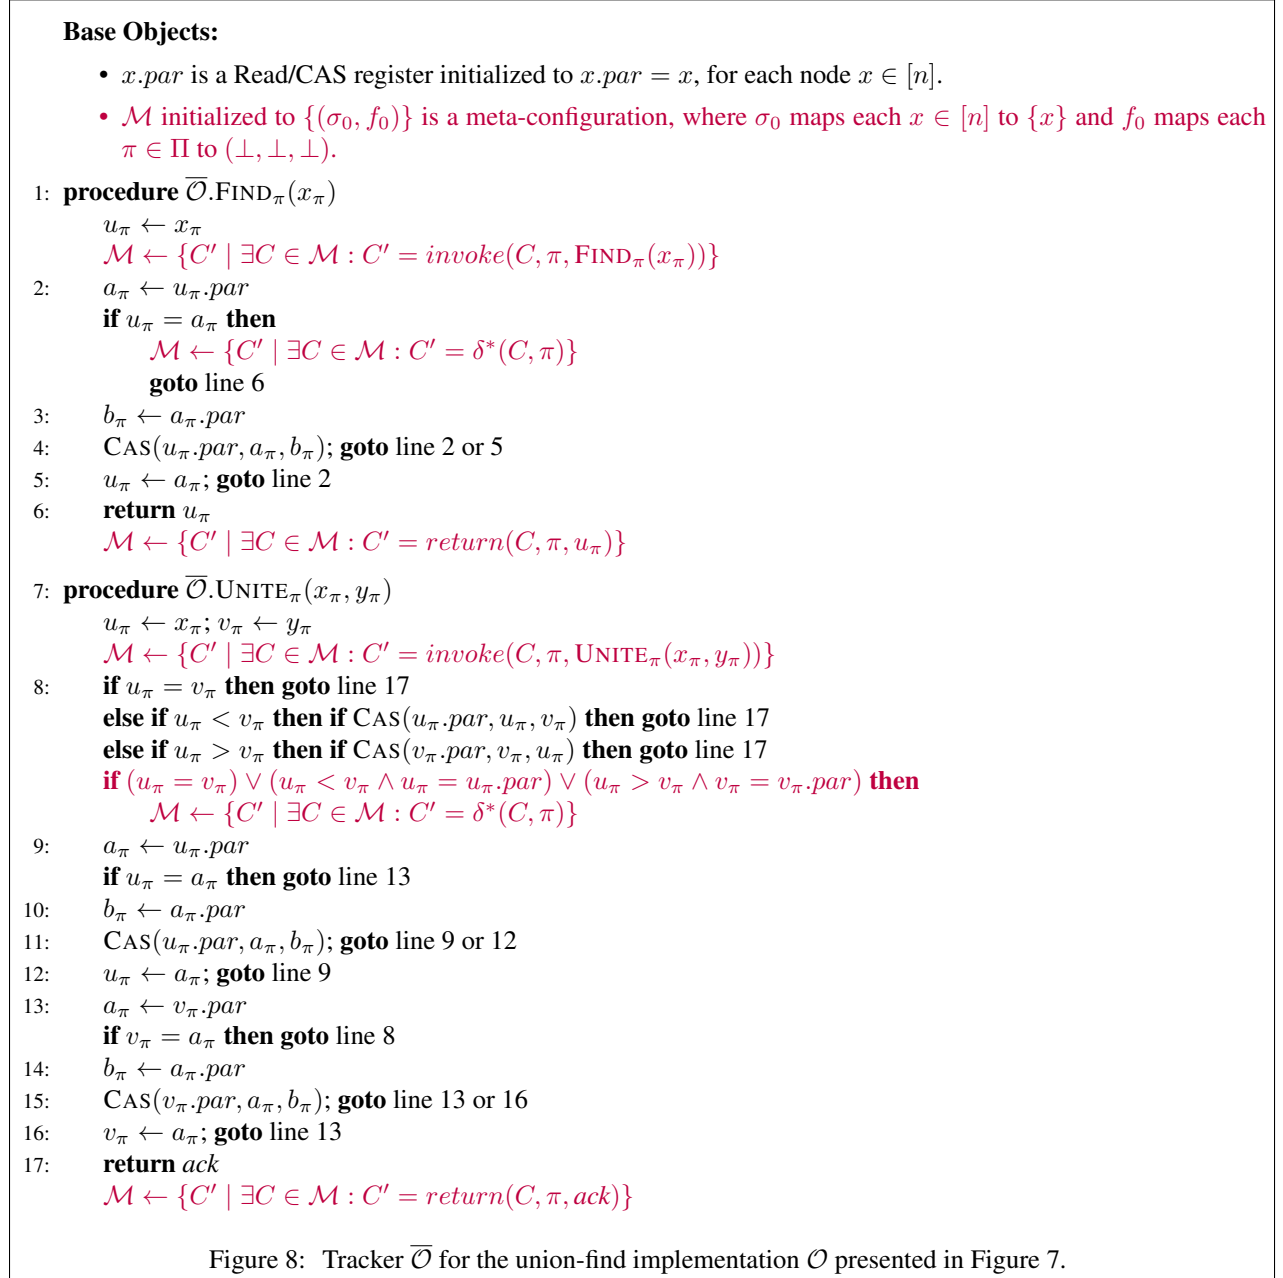 Base Objects:
• x.par is a Read/CAS register initialized to x.par = x, for each node x ∈ [n].
• ℳ initialized to {(σ₀, f₀)} is a meta-configuration, where σ₀ maps each x ∈ [n] to {x} and f₀ maps each
π ∈ Π to (⊥, ⊥, ⊥).
1: procedure 𝒪̅.FIND_π(x_π)
u_π ← x_π
ℳ ← {C′ | ∃C ∈ ℳ : C′ = invoke(C, π, FIND_π(x_π))}
2: a_π ← u_π.par
if u_π = a_π then
ℳ ← {C′ | ∃C ∈ ℳ : C′ = δ*(C, π)}
goto line 6
3: b_π ← a_π.par
4: CAS(u_π.par, a_π, b_π); goto line 2 or 5
5: u_π ← a_π; goto line 2
6: return u_π
ℳ ← {C′ | ∃C ∈ ℳ : C′ = return(C, π, u_π)}
7: procedure 𝒪̅.UNITE_π(x_π, y_π)
u_π ← x_π; v_π ← y_π
ℳ ← {C′ | ∃C ∈ ℳ : C′ = invoke(C, π, UNITE_π(x_π, y_π))}
8: if u_π = v_π then goto line 17
else if u_π < v_π then if CAS(u_π.par, u_π, v_π) then goto line 17
else if u_π > v_π then if CAS(v_π.par, v_π, u_π) then goto line 17
if (u_π = v_π) ∨ (u_π < v_π ∧ u_π = u_π.par) ∨ (u_π > v_π ∧ v_π = v_π.par) then
ℳ ← {C′ | ∃C ∈ ℳ : C′ = δ*(C, π)}
9: a_π ← u_π.par
if u_π = a_π then goto line 13
10: b_π ← a_π.par
11: CAS(u_π.par, a_π, b_π); goto line 9 or 12
12: u_π ← a_π; goto line 9
13: a_π ← v_π.par
if v_π = a_π then goto line 8
14: b_π ← a_π.par
15: CAS(v_π.par, a_π, b_π); goto line 13 or 16
16: v_π ← a_π; goto line 13
17: return ack
ℳ ← {C′ | ∃C ∈ ℳ : C′ = return(C, π, ack)}
Figure 8: Tracker 𝒪̅ for the union-find implementation 𝒪 presented in Figure 7.